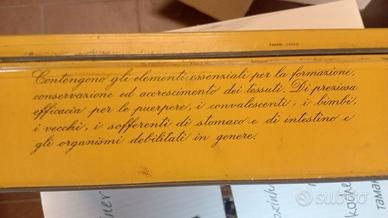 Contengono gli elementi essenziali per la formazione,
conservazione ed accrescimento dei tessuti. Di preziosa
efficacia per le puerpere, i convalescenti, i bimbi,
i vecchi, i sofferenti di stomaco e di intestino e
gli organismi debilitati in genere.
subito